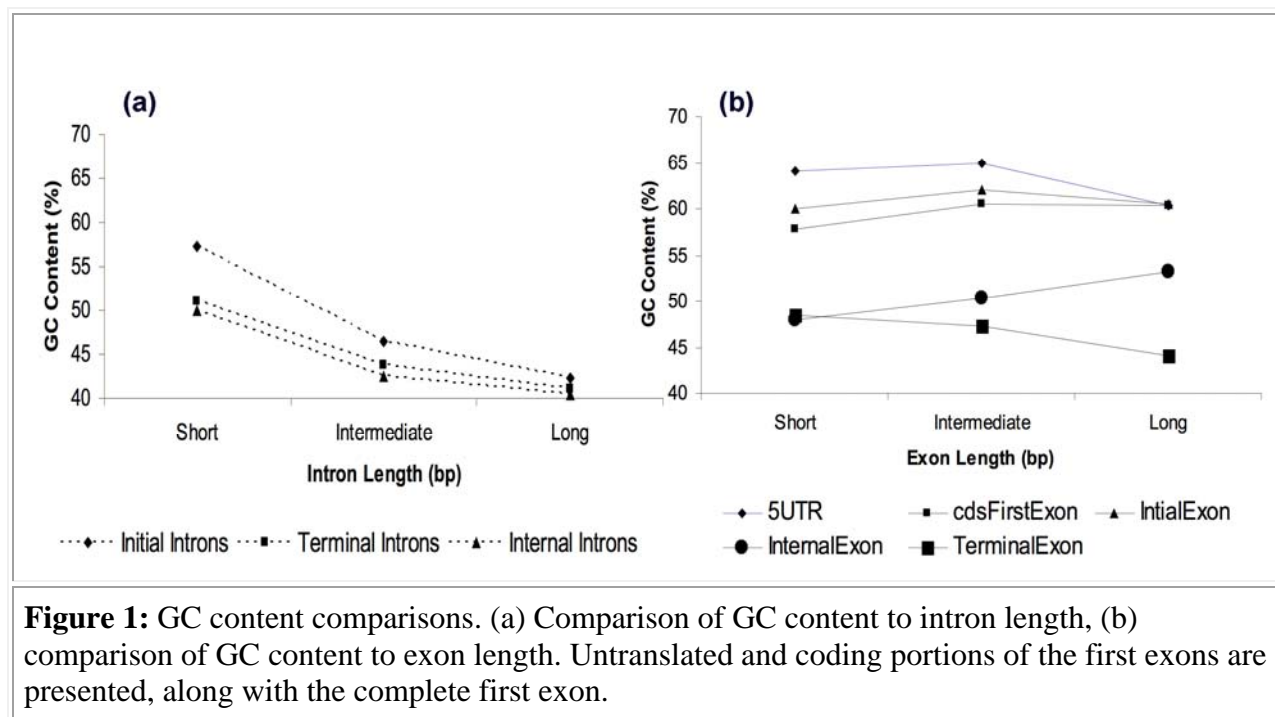 (a)
70
65
60
55
50
45
40
GC Content (%)
Short Intermediate Long
Intron Length (bp)
Initial Introns Terminal Introns Internal Introns
(b)
70
65
60
55
50
45
40
GC Content (%)
Short Intermediate Long
Exon Length (bp)
5UTR cdsFirstExon IntialExon
InternalExon TerminalExon
Figure 1: GC content comparisons. (a) Comparison of GC content to intron length, (b)
comparison of GC content to exon length. Untranslated and coding portions of the first exons are
presented, along with the complete first exon.